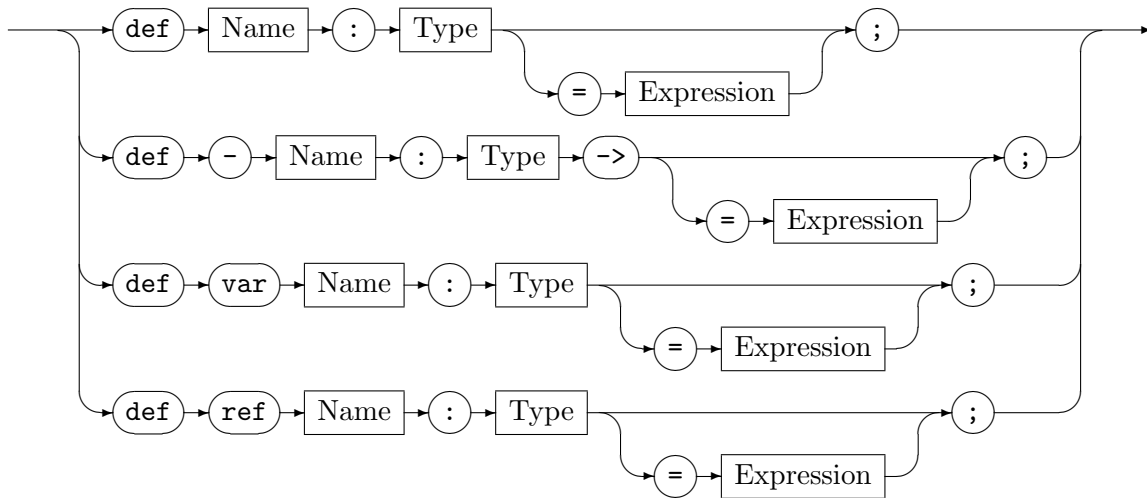 def Name : Type ;
= Expression
def - Name : Type -> ;
= Expression
def var Name : Type ;
= Expression
def ref Name : Type ;
= Expression